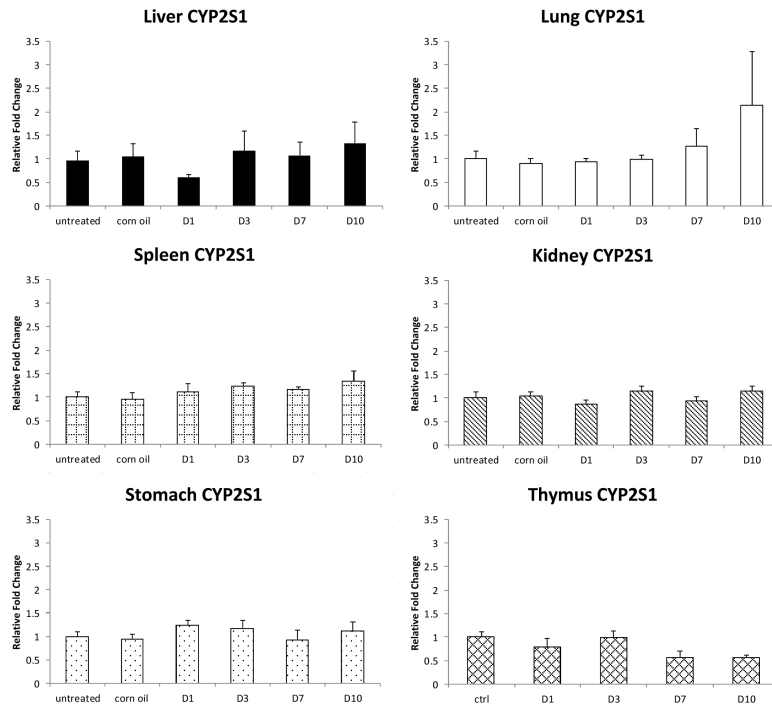 Liver CYP2S1
Relative Fold Change
3.5
3
2.5
2
1.5
1
0.5
0
untreated corn oil D1 D3 D7 D10
Lung CYP2S1
Relative Fold Change
3.5
3
2.5
2
1.5
1
0.5
0
untreated corn oil D1 D3 D7 D10
Spleen CYP2S1
Relative Fold Change
3.5
3
2.5
2
1.5
1
0.5
0
untreated corn oil D1 D3 D7 D10
Kidney CYP2S1
Relative Fold Change
3.5
3
2.5
2
1.5
1
0.5
0
untreated corn oil D1 D3 D7 D10
Stomach CYP2S1
Relative Fold Change
3.5
3
2.5
2
1.5
1
0.5
0
untreated corn oil D1 D3 D7 D10
Thymus CYP2S1
Relative Fold Change
3.5
3
2.5
2
1.5
1
0.5
0
ctrl D1 D3 D7 D10